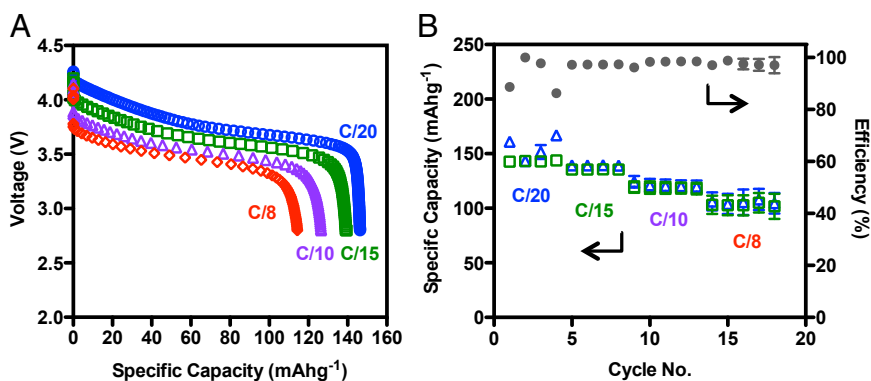 A
4.5
4.0
3.5
3.0
2.5
2.0
Voltage (V)
C/20
C/8
C/10
C/15
0
20
40
60
80
100
120
140
160
Specific Capacity (mAhg-1)
B
250
200
150
100
50
0
Specifc Capacity (mAhg-1)
C/20
C/15
C/10
C/8
100
80
60
40
20
0
Efficiency (%)
0
5
10
15
20
Cycle No.